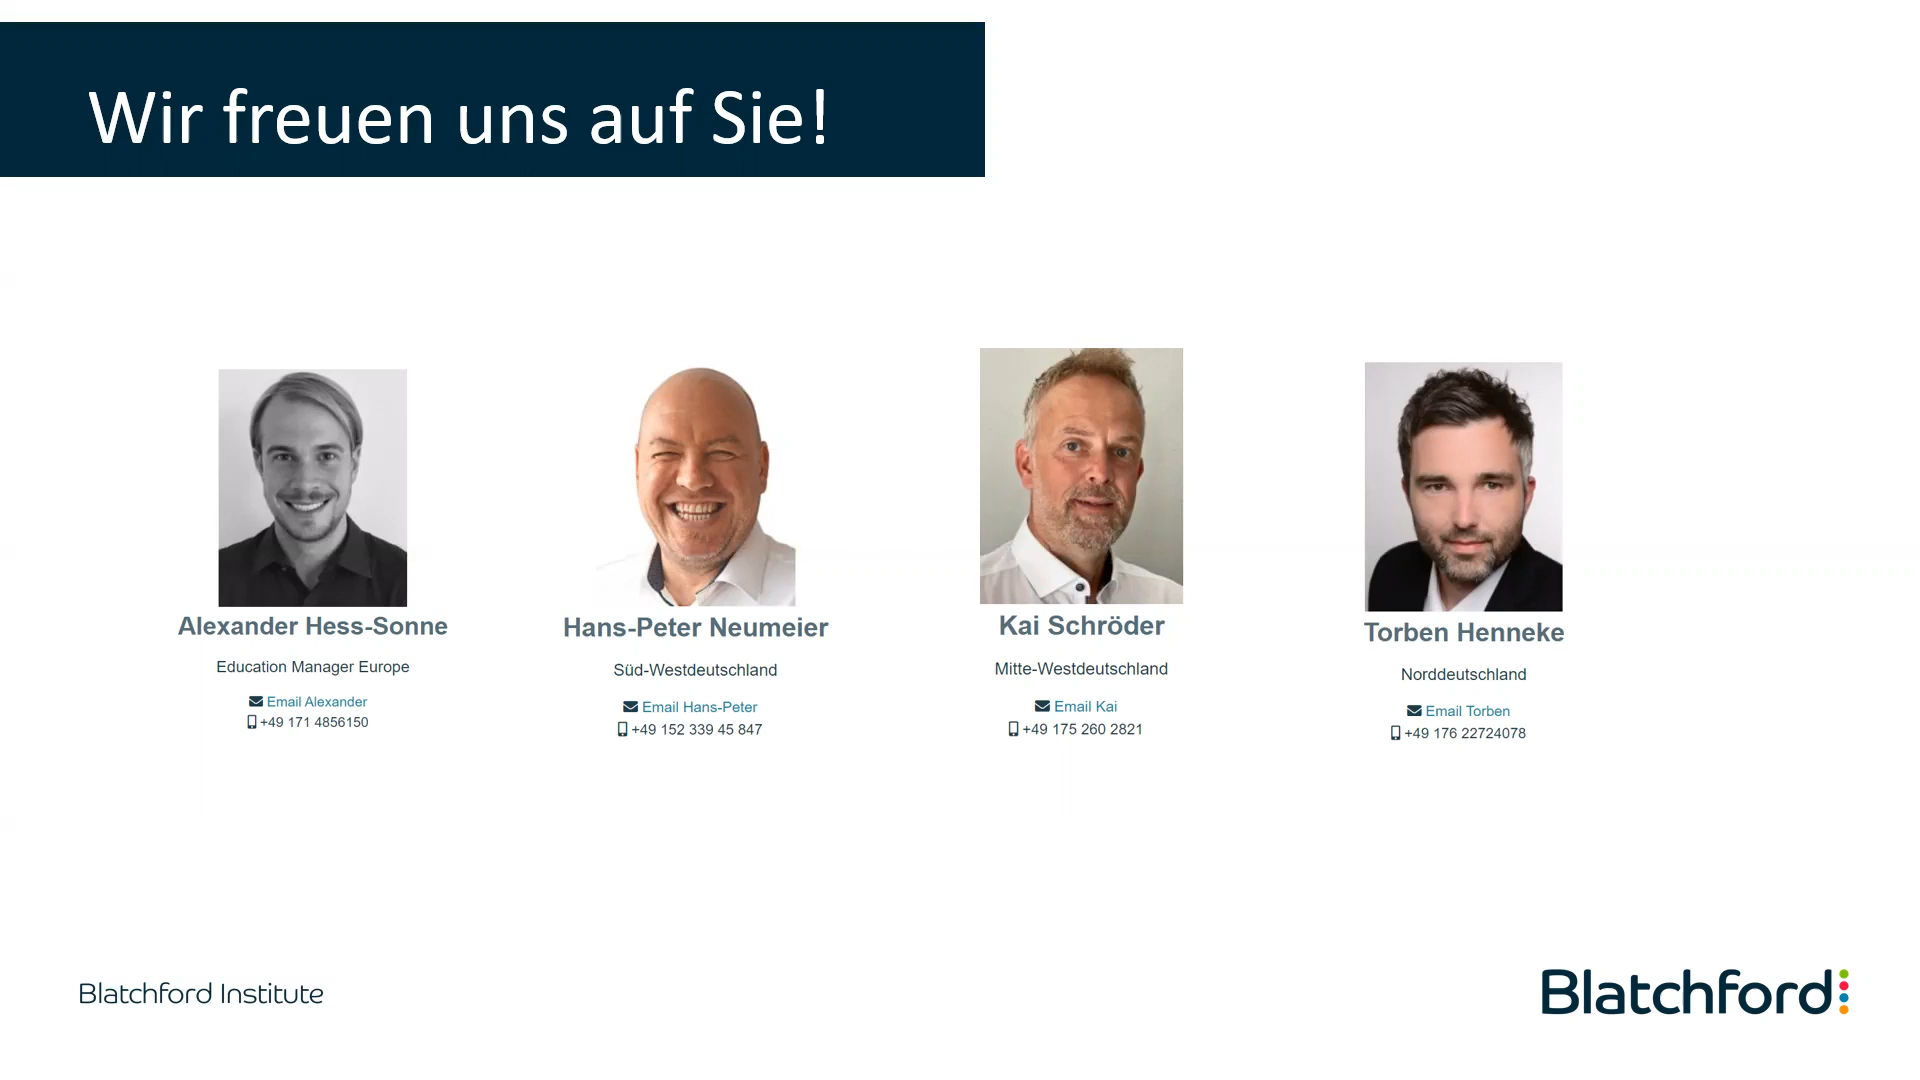 Wir freuen uns auf Sie!
Alexander Hess-Sonne
Education Manager Europe
Email Alexander
+49 171 4856150
Hans-Peter Neumeier
Süd-Westdeutschland
Email Hans-Peter
+49 152 339 45 847
Kai Schröder
Mitte-Westdeutschland
Email Kai
+49 175 260 2821
Torben Henneke
Norddeutschland
Email Torben
+49 176 22724078
Blatchford Institute
Blatchford